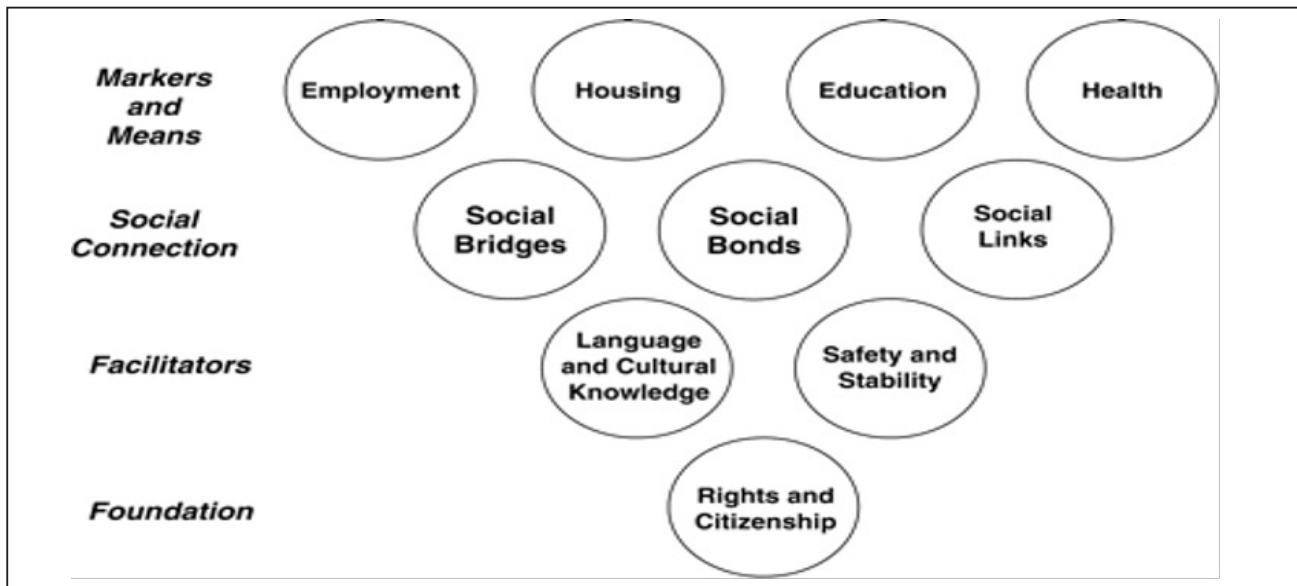 Markers
and
Means
Employment
Housing
Education
Health
Social
Connection
Social
Bridges
Social
Bonds
Social
Links
Facilitators
Language
and Cultural
Knowledge
Safety and
Stability
Foundation
Rights and
Citizenship